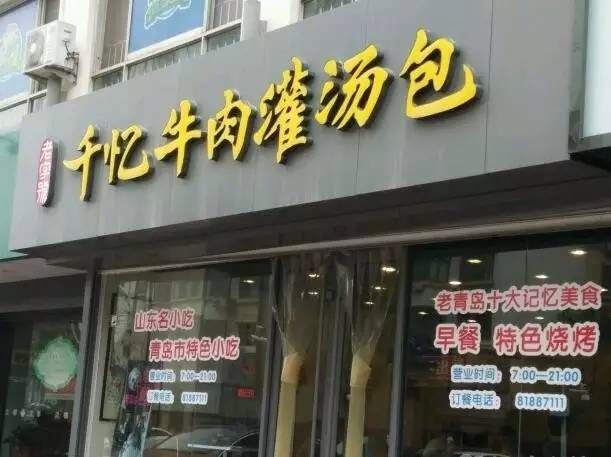 老字號
千忆牛肉灌汤包
山东名小吃
青岛市特色小吃
营业时间：7:00—21:00
订餐电话：81887111
老青岛十大记忆美食
早餐 特色烧烤
营业时间：7:00—21:00
订餐电话：81887111